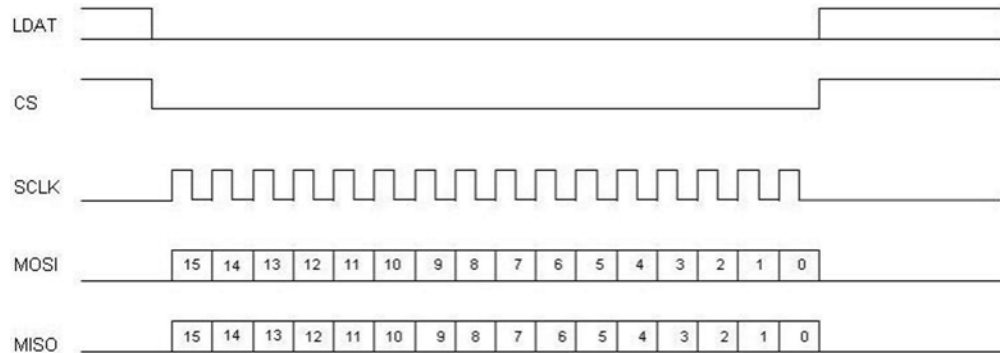 LDAT
CS
SCLK
MOSI 15 14 13 12 11 10 9 8 7 6 5 4 3 2 1 0
MISO 15 14 13 12 11 10 9 8 7 6 5 4 3 2 1 0